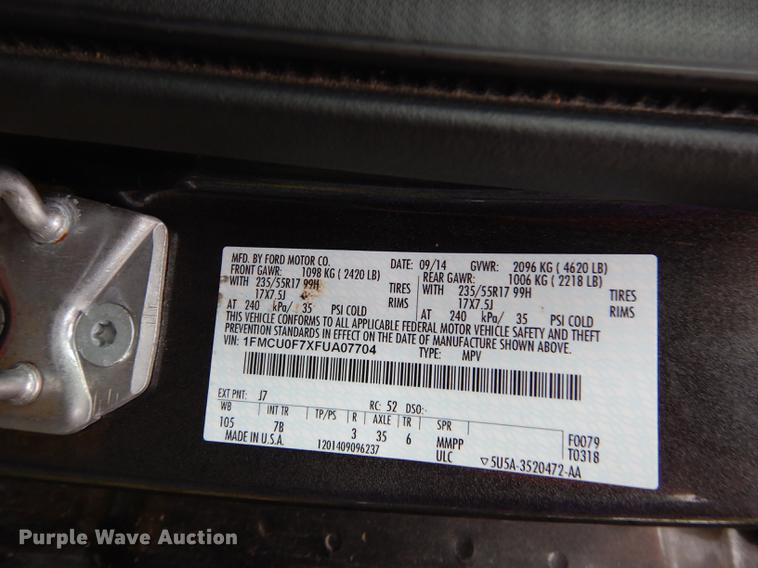 MFD. BY FORD MOTOR CO. DATE: 09/14 GVWR: 2096 KG ( 4620 LB)
FRONT GAWR: 1098 KG ( 2420 LB) REAR GAWR: 1006 KG ( 2218 LB)
WITH 235/55R17 99H TIRES WITH 235/55R17 99H TIRES
17X7.5J RIMS 17X7.5J RIMS
AT 240 kPa/ 35 PSI COLD AT 240 kPa/ 35 PSI COLD
THIS VEHICLE CONFORMS TO ALL APPLICABLE FEDERAL MOTOR VEHICLE SAFETY AND THEFT
PREVENTION STANDARDS IN EFFECT ON THE DATE OF MANUFACTURE SHOWN ABOVE.
VIN: 1FMCU0F7XFUA07704 TYPE: MPV
EXT PNT: J7 RC: 52 DSO:
WB INT TR TP/PS R AXLE TR SPR
105 7B 3 35 6 MMPP F0079
MADE IN U.S.A. 1201409096237 ULC T0318
▽5U5A-3520472-AA
Purple Wave Auction